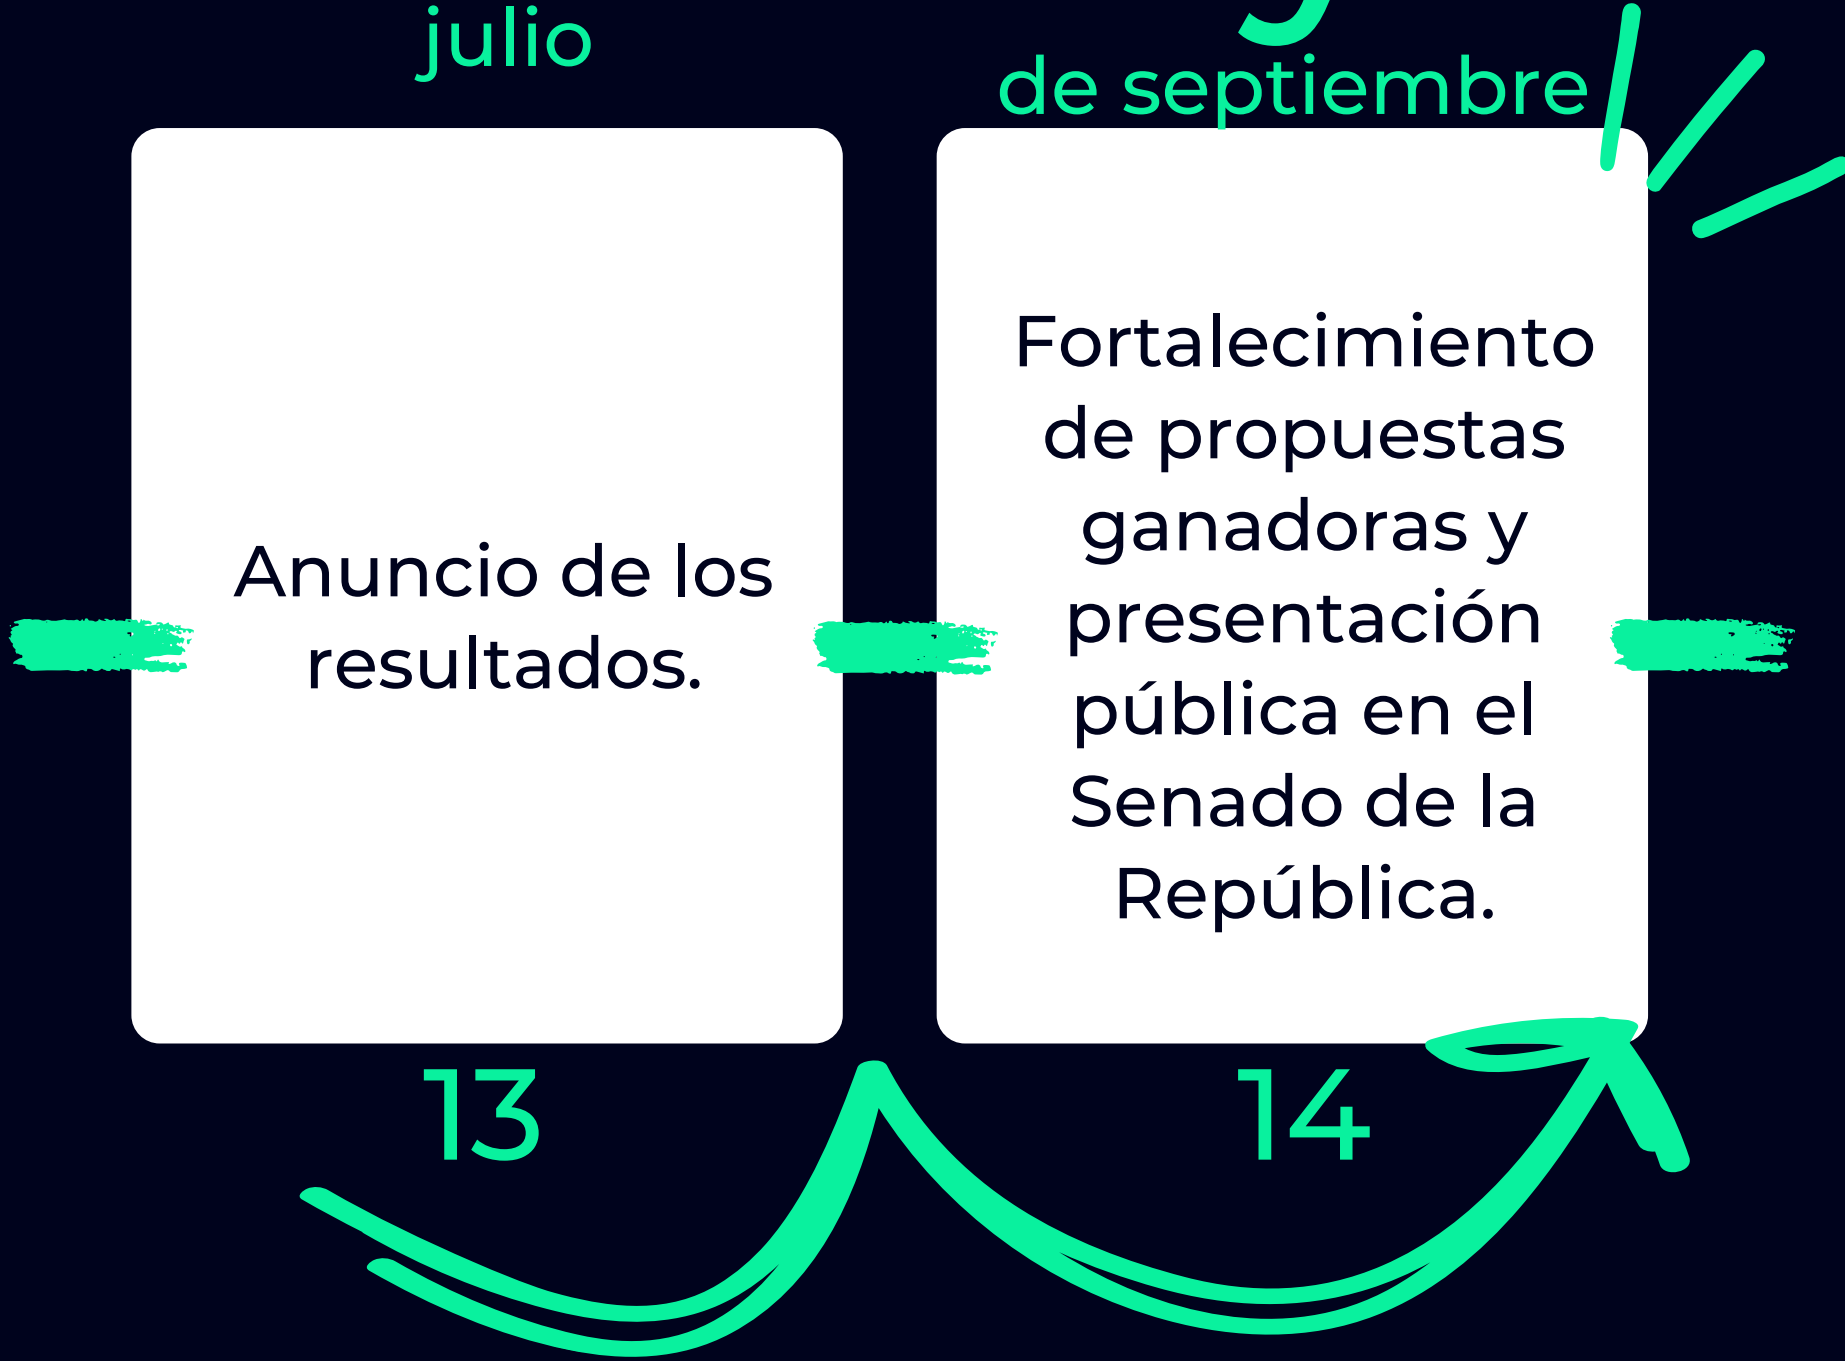 julio
Anuncio de los
resultados.
13
de septiembre
Fortalecimiento
de propuestas
ganadoras y
presentación
pública en el
Senado de la
República.
14